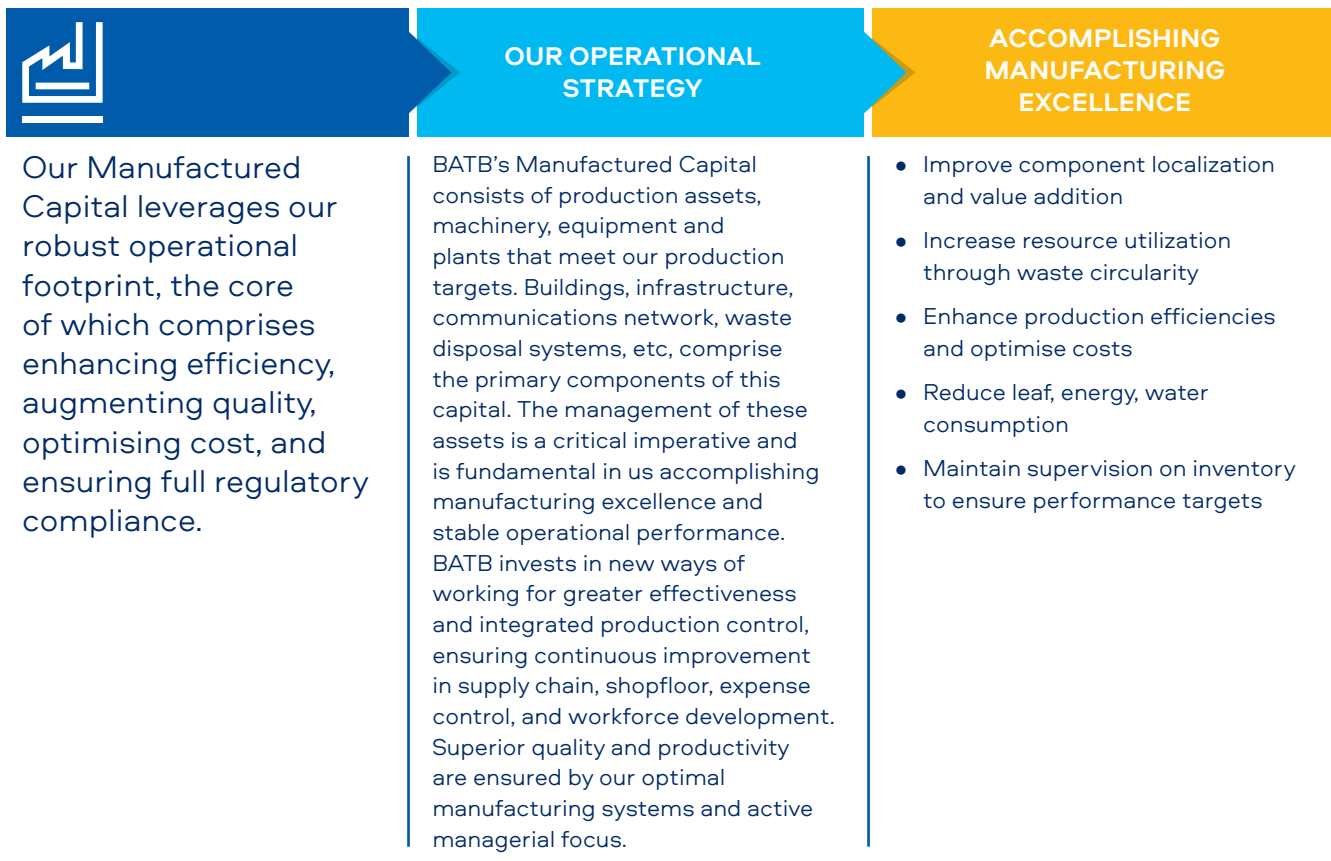 OUR OPERATIONAL
STRATEGY
ACCOMPLISHING
MANUFACTURING
EXCELLENCE
Our Manufactured
Capital leverages our
robust operational
footprint, the core
of which comprises
enhancing efficiency,
augmenting quality,
optimising cost, and
ensuring full regulatory
compliance.
BATB’s Manufactured Capital
consists of production assets,
machinery, equipment and
plants that meet our production
targets. Buildings, infrastructure,
communications network, waste
disposal systems, etc, comprise
the primary components of this
capital. The management of these
assets is a critical imperative and
is fundamental in us accomplishing
manufacturing excellence and
stable operational performance.
BATB invests in new ways of
working for greater effectiveness
and integrated production control,
ensuring continuous improvement
in supply chain, shopfloor, expense
control, and workforce development.
Superior quality and productivity
are ensured by our optimal
manufacturing systems and active
managerial focus.
● Improve component localization
and value addition
● Increase resource utilization
through waste circularity
● Enhance production efficiencies
and optimise costs
● Reduce leaf, energy, water
consumption
● Maintain supervision on inventory
to ensure performance targets